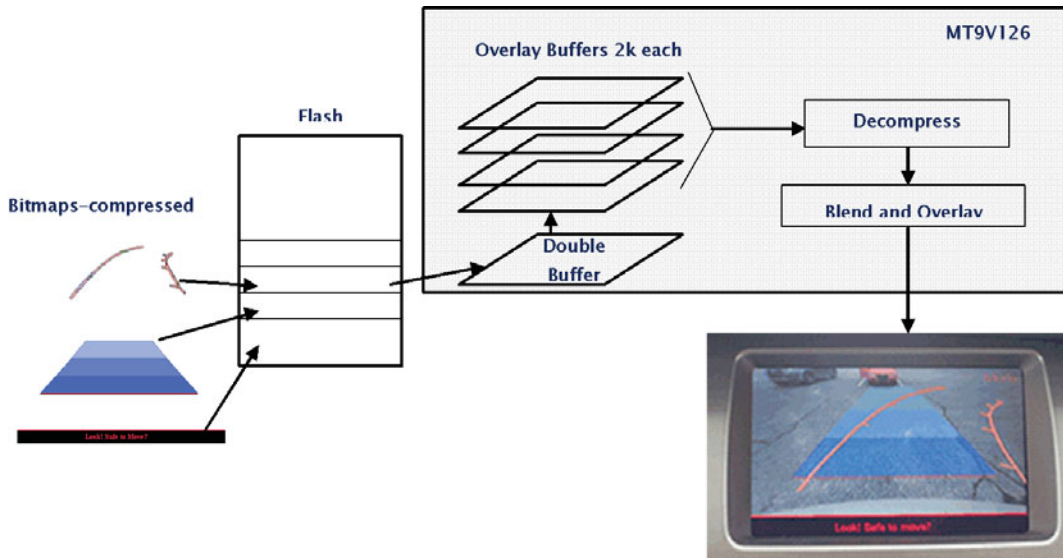 MT9V126
Overlay Buffers 2k each
Flash
Decompress
Bitmaps-compressed
Blend and Overlay
Double
Buffer
Look! Safe to Move?
Look! Safe to move?